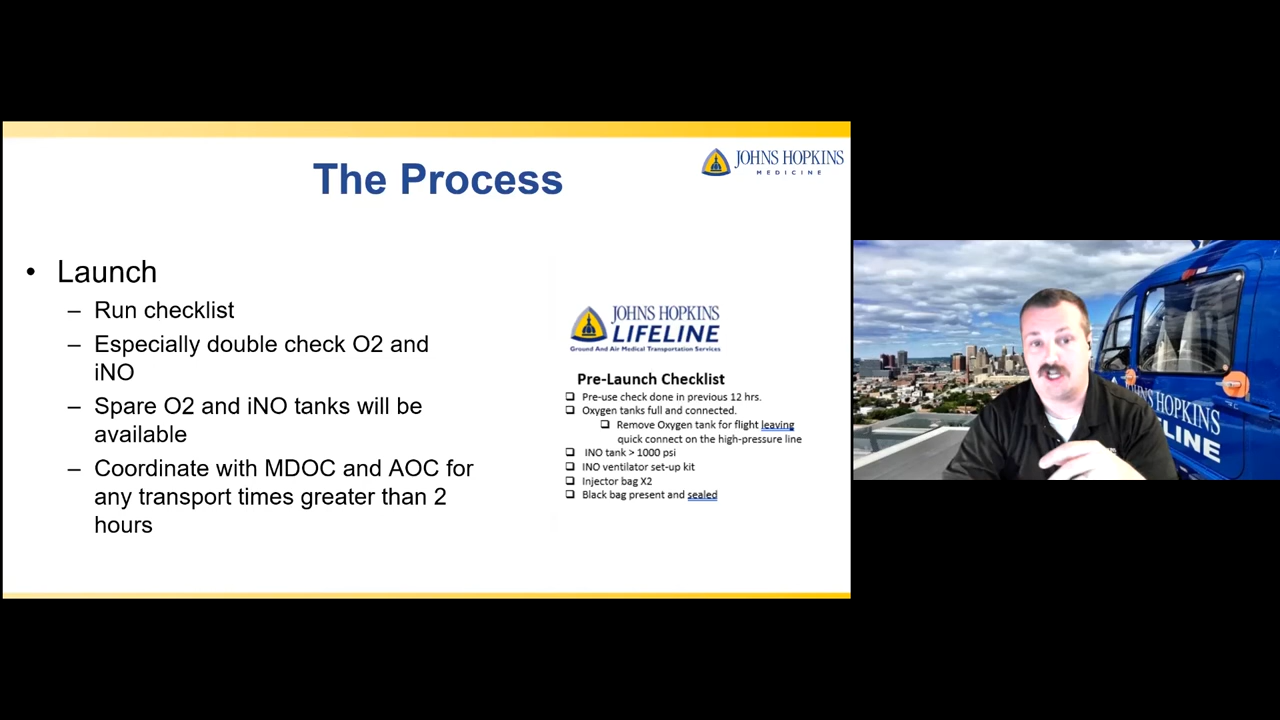 The Process
JOHNS HOPKINS
MEDICINE
• Launch
– Run checklist
– Especially double check O2 and
iNO
– Spare O2 and iNO tanks will be
available
– Coordinate with MDOC and AOC for
any transport times greater than 2
hours
JOHNS HOPKINS
LIFELINE
Ground And Air Medical Transportation Services
Pre-Launch Checklist
❑ Pre-use check done in previous 12 hrs.
❑ Oxygen tanks full and connected.
❑ Remove Oxygen tank for flight leaving
quick connect on the high-pressure line
❑ INO tank > 1000 psi
❑ INO ventilator set-up kit
❑ Injector bag X2
❑ Black bag present and sealed
JOHNS HOPKINS